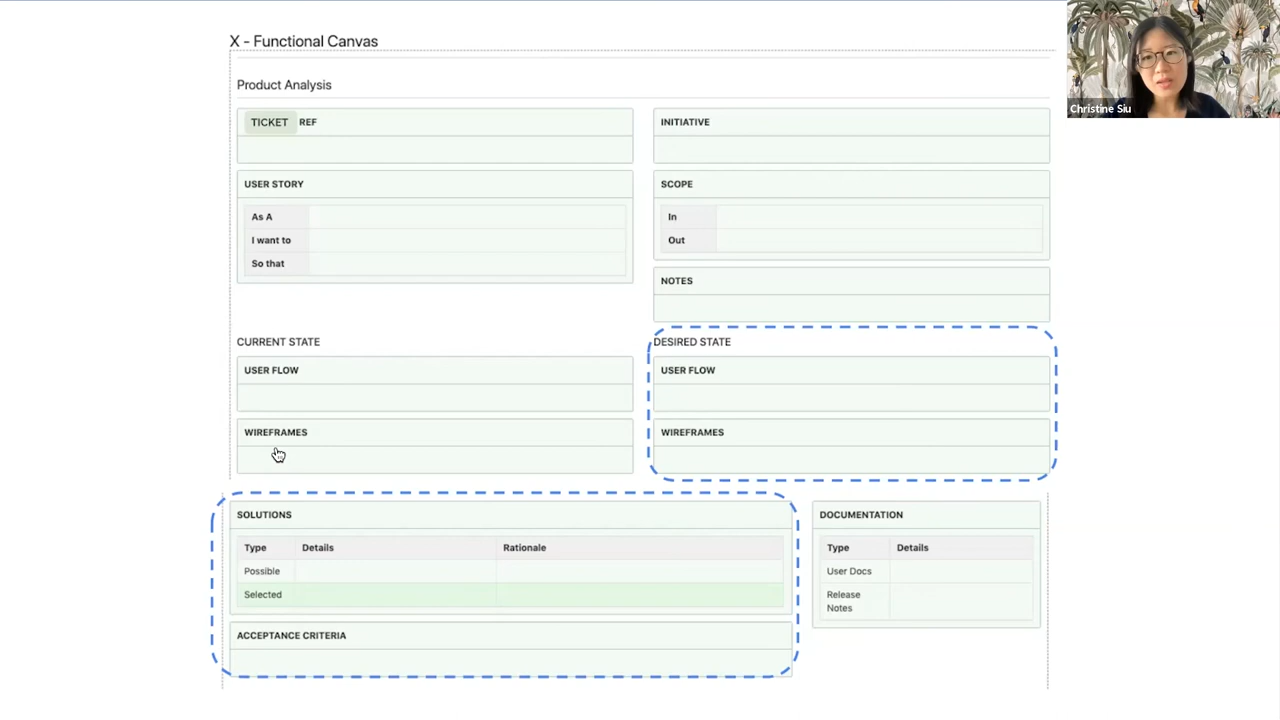 X - Functional Canvas
Christine Siu
Product Analysis
TICKET REF
INITIATIVE
USER STORY
As A
I want to
So that
SCOPE
In
Out
NOTES
CURRENT STATE
USER FLOW
WIREFRAMES
DESIRED STATE
USER FLOW
WIREFRAMES
SOLUTIONS
Type Details Rationale
Possible
Selected
ACCEPTANCE CRITERIA
DOCUMENTATION
Type Details
User Docs
Release
Notes